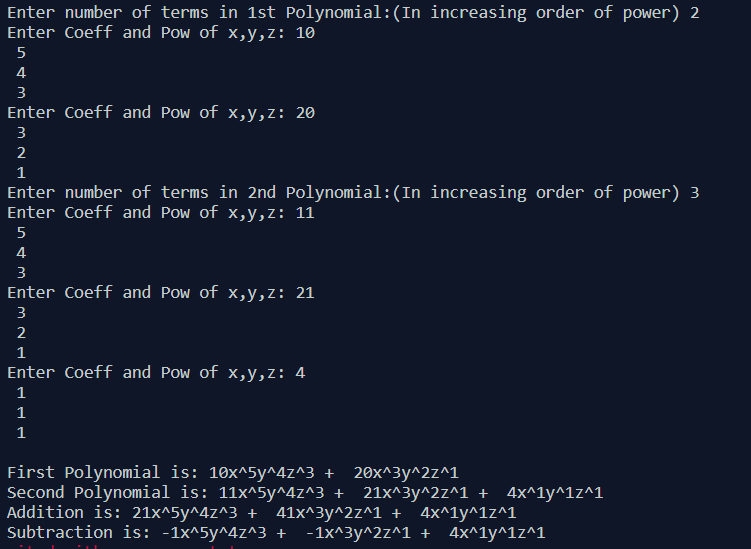 Enter number of terms in 1st Polynomial:(In increasing order of power) 2
Enter Coeff and Pow of x,y,z: 10
5
4
3
Enter Coeff and Pow of x,y,z: 20
3
2
1
Enter number of terms in 2nd Polynomial:(In increasing order of power) 3
Enter Coeff and Pow of x,y,z: 11
5
4
3
Enter Coeff and Pow of x,y,z: 21
3
2
1
Enter Coeff and Pow of x,y,z: 4
1
1
1
First Polynomial is: 10x^5y^4z^3 +  20x^3y^2z^1
Second Polynomial is: 11x^5y^4z^3 +  21x^3y^2z^1 +  4x^1y^1z^1
Addition is: 21x^5y^4z^3 +  41x^3y^2z^1 +  4x^1y^1z^1
Subtraction is: -1x^5y^4z^3 +  -1x^3y^2z^1 +  4x^1y^1z^1